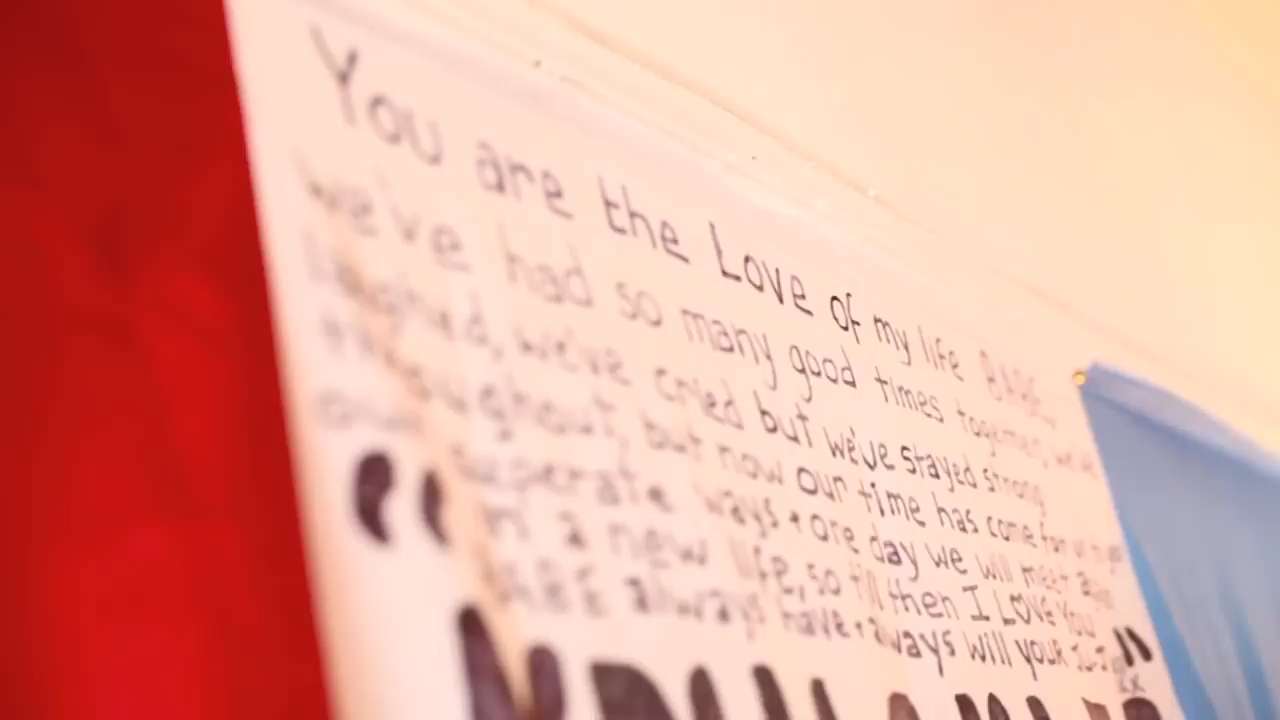 You are the Love of my life BABE,
we've had so many good times together, we've
laughed, we've cried but we've stayed strong
throughout, but now our time has come for us to go
our seperate ways + one day we will meet again
in a new life, so till then I LOVE YOU
BABE always have + always will your